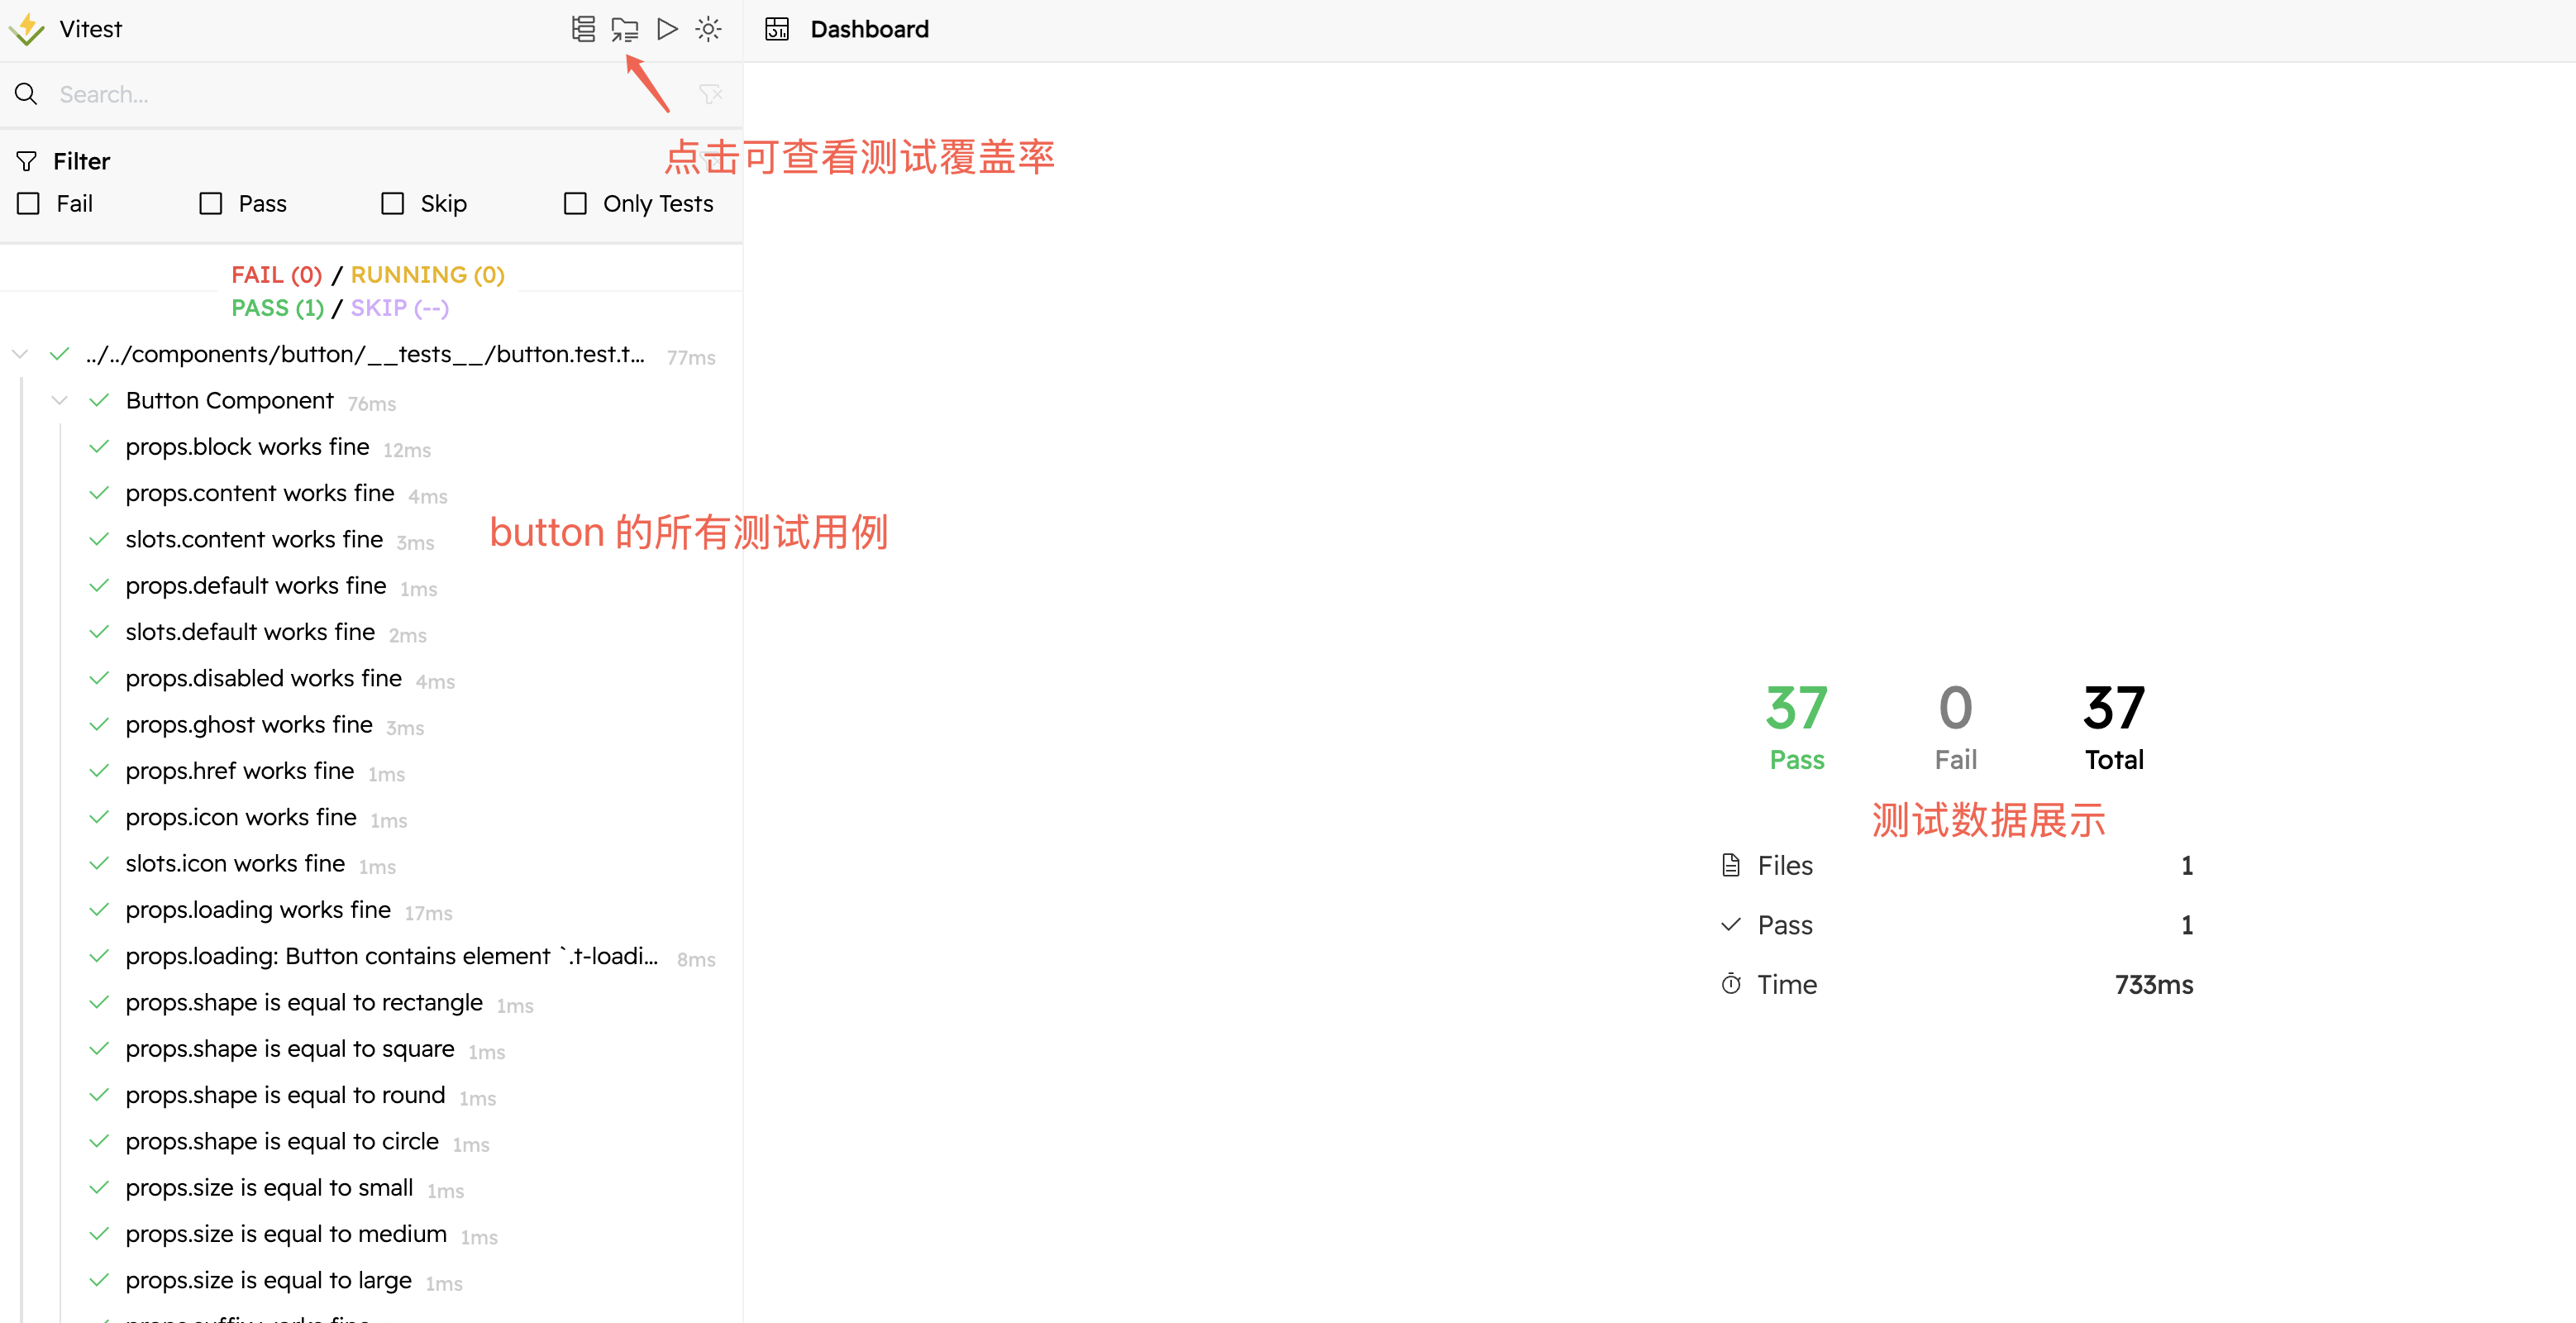 Vitest
Dashboard
Search...
点击可查看测试覆盖率
Filter
Fail
Pass
Skip
Only Tests
FAIL (0) / RUNNING (0)
PASS (1) / SKIP (--)
../../components/button/__tests__/button.test.t... 77ms
Button Component 76ms
props.block works fine 12ms
props.content works fine 4ms
button 的所有测试用例
slots.content works fine 3ms
props.default works fine 1ms
slots.default works fine 2ms
props.disabled works fine 4ms
props.ghost works fine 3ms
props.href works fine 1ms
props.icon works fine 1ms
slots.icon works fine 1ms
props.loading works fine 17ms
props.loading: Button contains element `.t-loadi... 8ms
props.shape is equal to rectangle 1ms
props.shape is equal to square 1ms
props.shape is equal to round 1ms
props.shape is equal to circle 1ms
props.size is equal to small 1ms
props.size is equal to medium 1ms
props.size is equal to large 1ms
props.suffix works fine
37 0 37
Pass Fail Total
测试数据展示
Files 1
Pass 1
Time 733ms